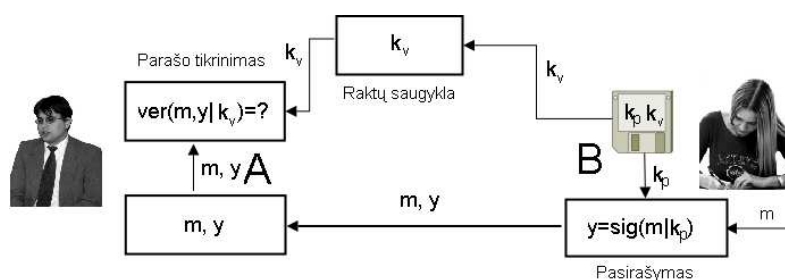 Parašo tikrinimas
k_v
k_v
Raktų saugykla
k_v
ver(m,y|k_v)=?
k_p k_v
B
k_p
m, y A
m, y
m, y
y=sig(m|k_p)
m
Pasirašymas